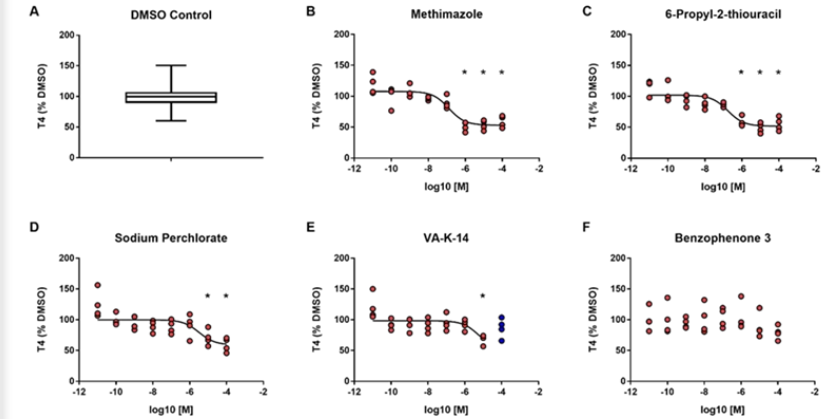 A
DMSO Control
T4 (% DMSO)
200
150
100
50
0
B
Methimazole
T4 (% DMSO)
200
150
100
50
0
* * *
-12 -10 -8 -6 -4 -2
log10 [M]
C
6-Propyl-2-thiouracil
T4 (% DMSO)
200
150
100
50
0
* * *
-12 -10 -8 -6 -4 -2
log10 [M]
D
Sodium Perchlorate
T4 (% DMSO)
200
150
100
50
0
* *
-12 -10 -8 -6 -4 -2
log10 [M]
E
VA-K-14
T4 (% DMSO)
200
150
100
50
0
*
-12 -10 -8 -6 -4 -2
log10 [M]
F
Benzophenone 3
T4 (% DMSO)
200
150
100
50
0
-12 -10 -8 -6 -4 -2
log10 [M]